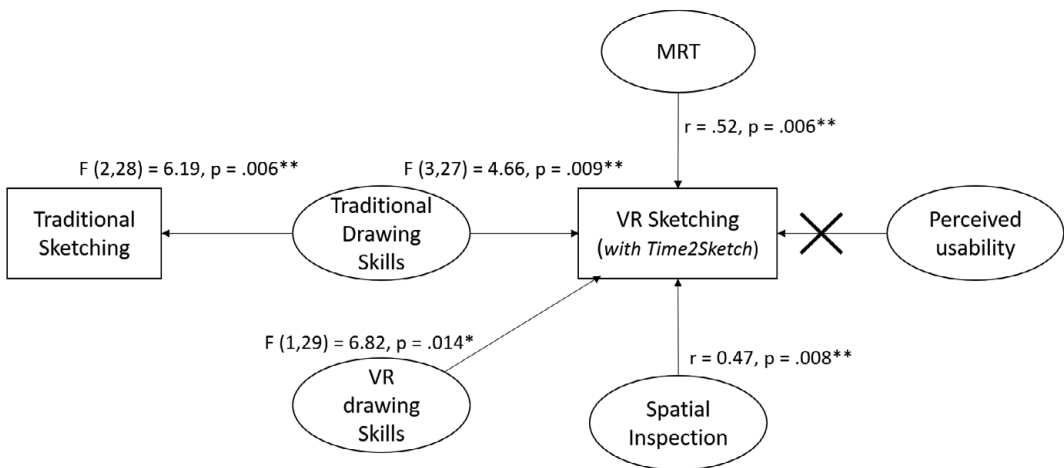 MRT
r = .52, p = .006**
F (2,28) = 6.19, p = .006**
F (3,27) = 4.66, p = .009**
Traditional
Sketching
Traditional
Drawing
Skills
VR Sketching
(with Time2Sketch)
Perceived
usability
F (1,29) = 6.82, p = .014*
r = 0.47, p = .008**
VR
drawing
Skills
Spatial
Inspection